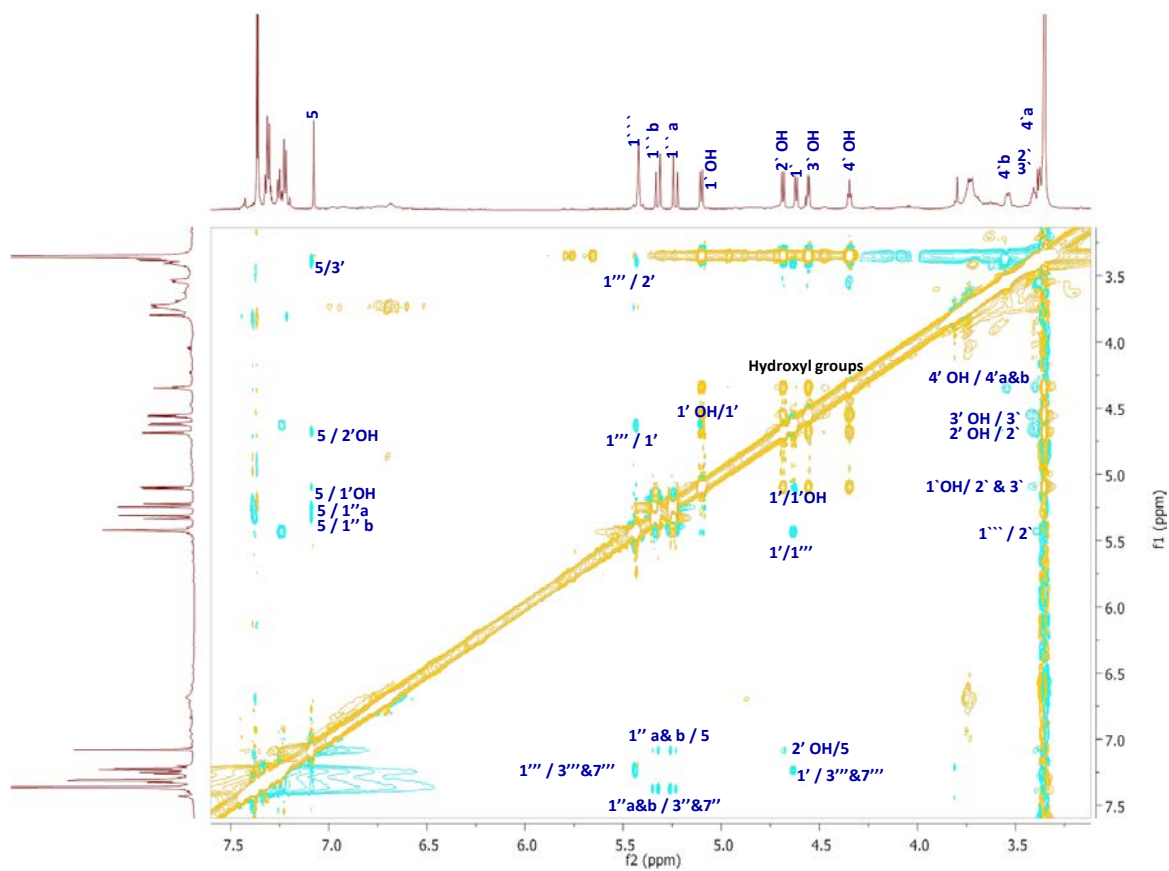 5
1```
1``b
1``a
1`OH
2`OH
1`
3`OH
4`OH
4`b
2`
3`
4`a
5/3'
1''' / 2'
Hydroxyl groups
4' OH / 4'a&b
1' OH/1'
3' OH / 3`
5 / 2'OH
1''' / 1'
2' OH / 2`
5 / 1'OH
1''/1'OH
1`OH/ 2` & 3`
5 / 1''a
5 / 1'' b
1'/1'''
1``` / 2`
1'' a& b / 5
2' OH/5
1''' / 3'''&7'''
1' / 3'''&7'''
1''a&b / 3''&7''
3.5
4.0
4.5
5.0
5.5
6.0
6.5
7.0
7.5
f1 (ppm)
7.5 7.0 6.5 6.0 5.5 5.0 4.5 4.0 3.5
f2 (ppm)